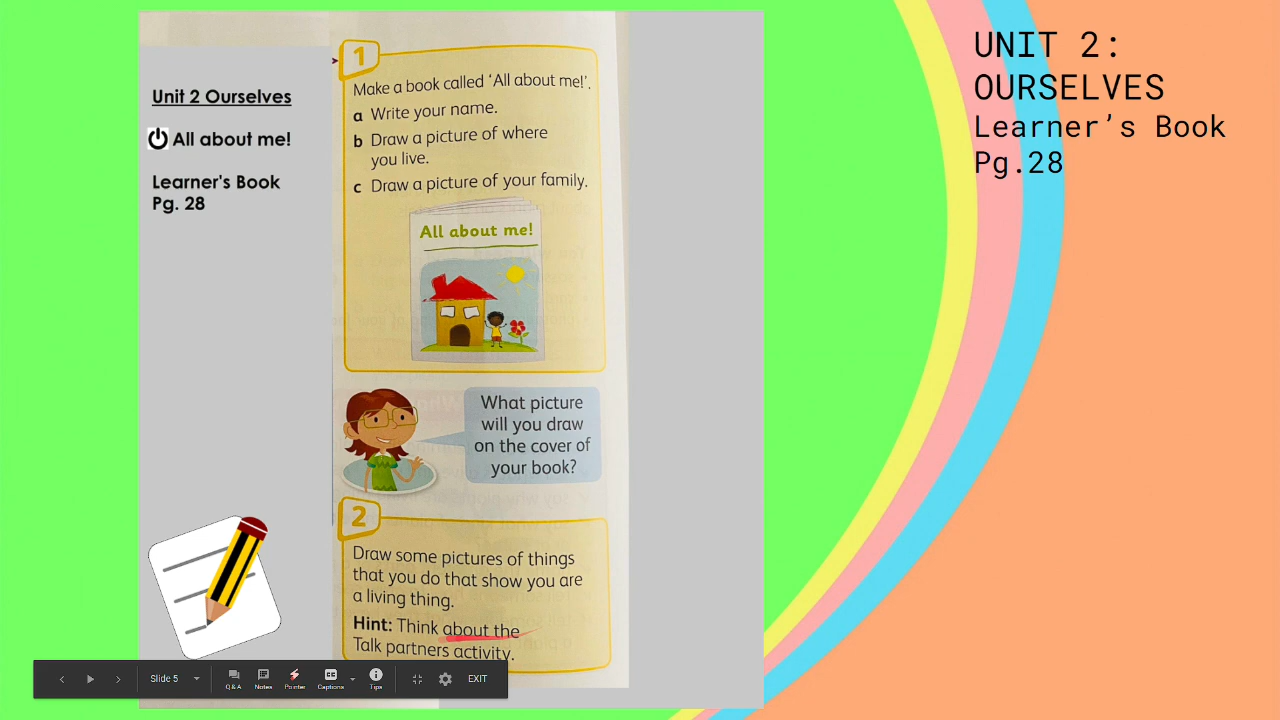 Unit 2 Ourselves
All about me!
Learner's Book
Pg. 28
1
Make a book called 'All about me!'.
a Write your name.
b Draw a picture of where
you live.
c Draw a picture of your family.
All about me!
What picture
will you draw
on the cover of
your book?
2
Draw some pictures of things
that you do that show you are
a living thing.
Hint: Think about the
Talk partners activity.
UNIT 2:
OURSELVES
Learner’s Book
Pg.28
Slide 5
Q&A
Notes
Pointer
Captions
Tips
EXIT